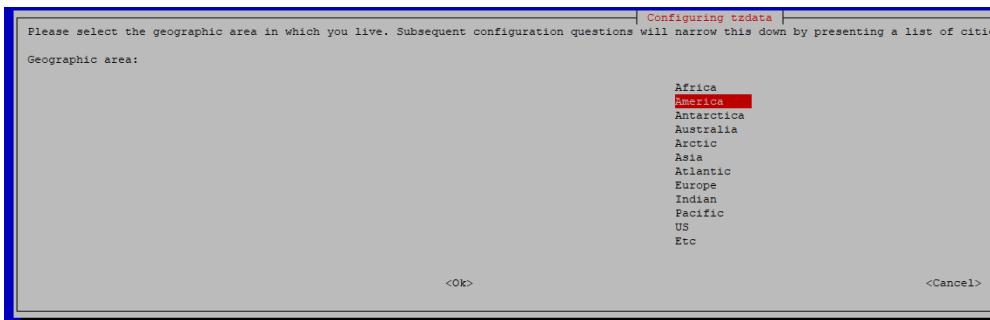 Configuring tzdata
Please select the geographic area in which you live. Subsequent configuration questions will narrow this down by presenting a list of citi
Geographic area:
Africa
America
Antarctica
Australia
Arctic
Asia
Atlantic
Europe
Indian
Pacific
US
Etc
<Ok> <Cancel>